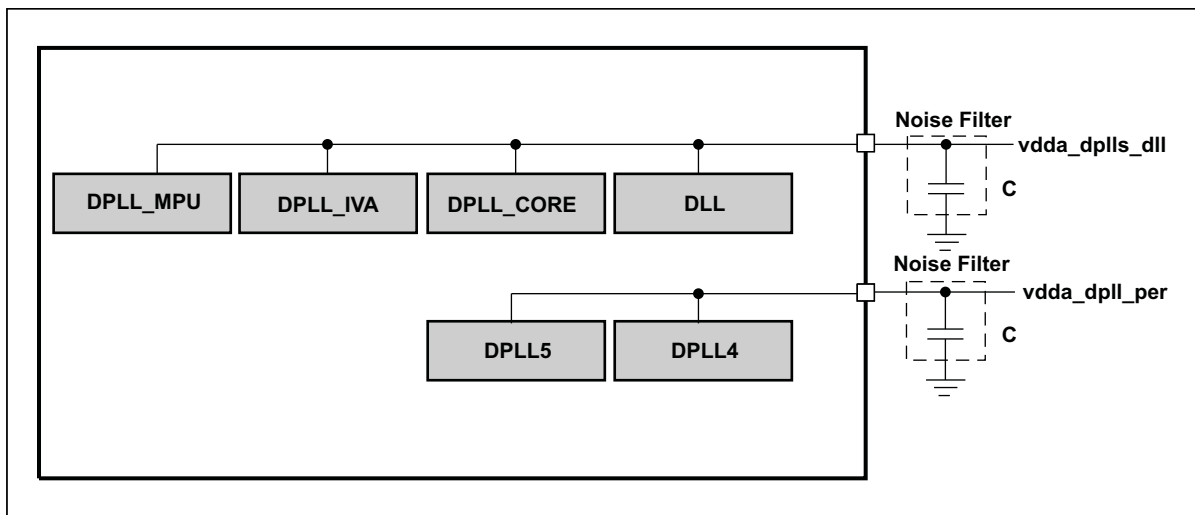 Noise Filter
vdda_dplls_dll
C
DPLL_MPU
DPLL_IVA
DPLL_CORE
DLL
Noise Filter
vdda_dpll_per
C
DPLL5
DPLL4